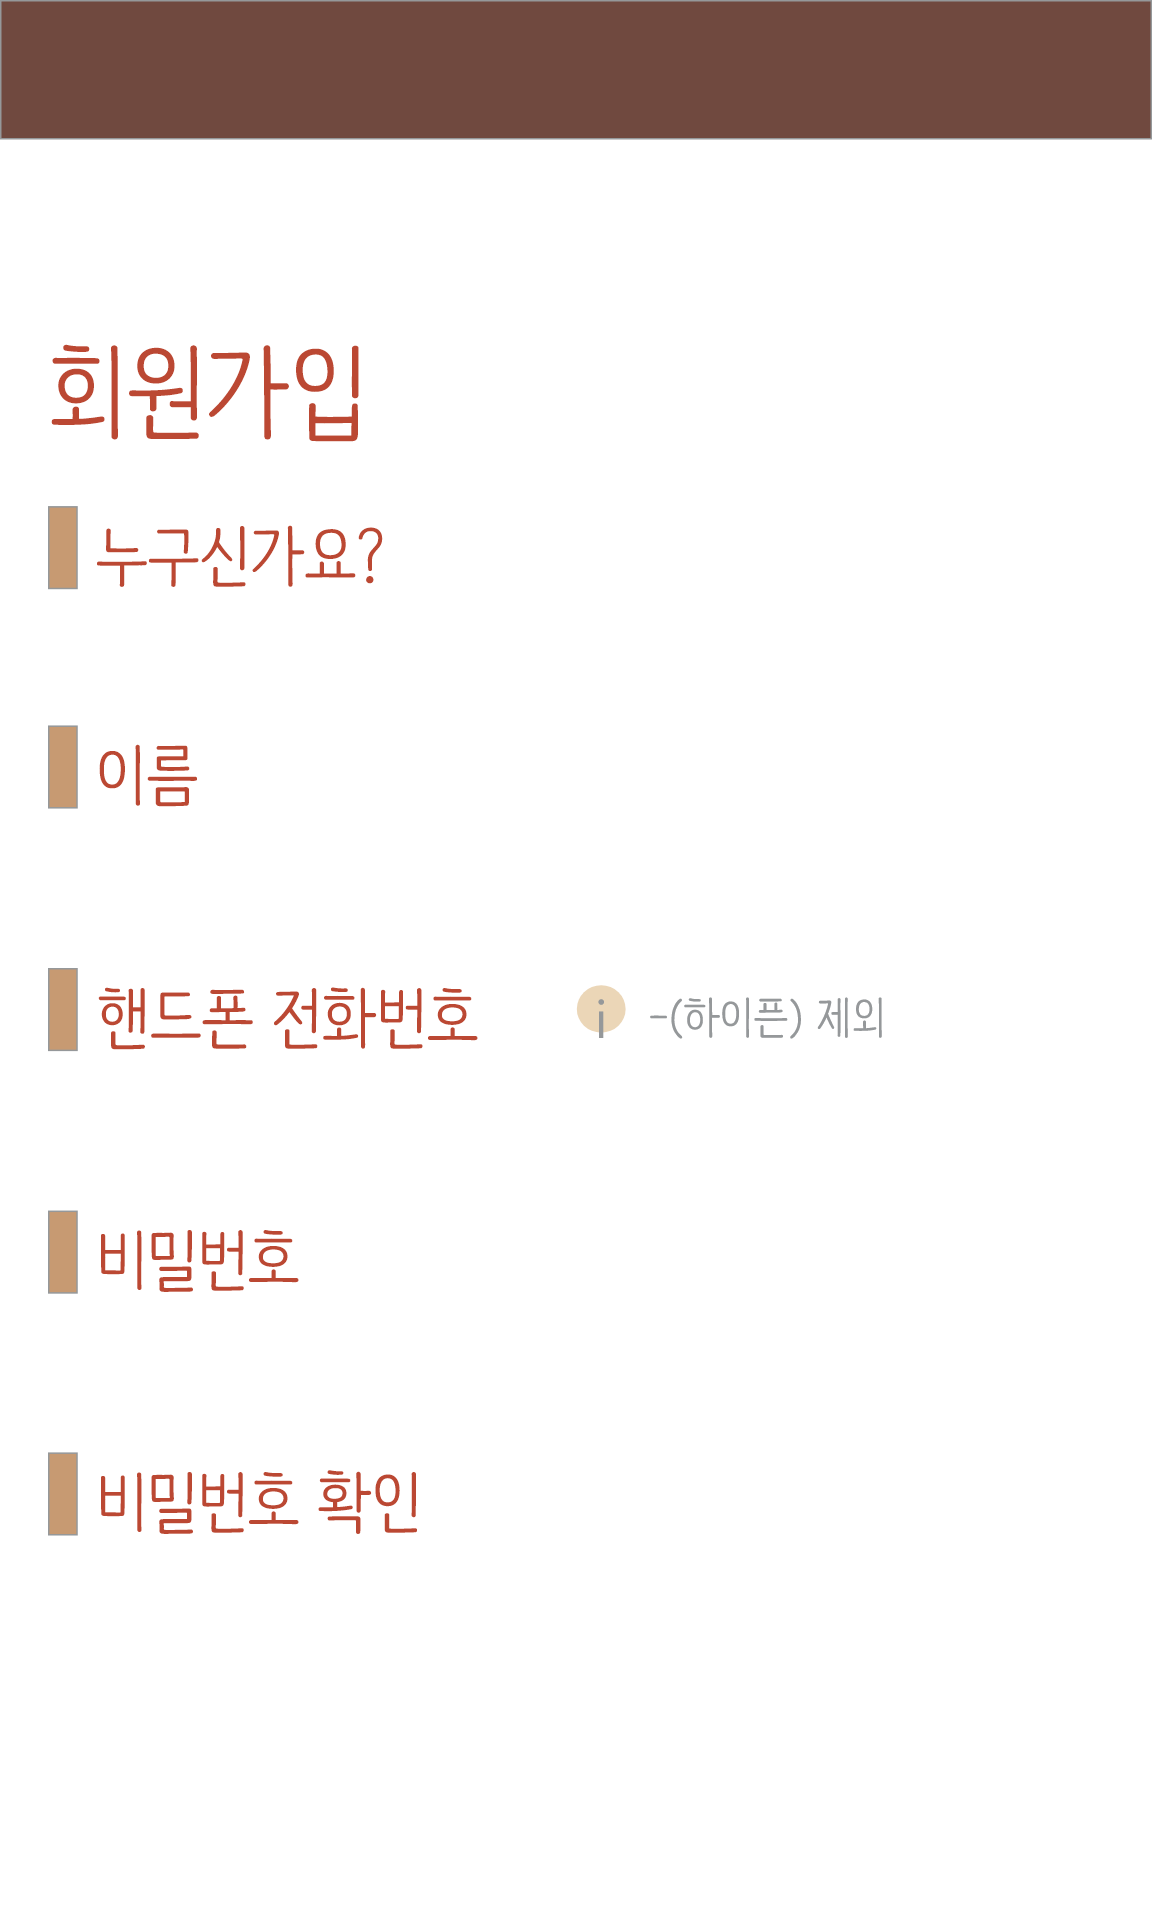 회원가입
누구신가요?
이름
핸드폰 전화번호 i -(하이픈) 제외
비밀번호
비밀번호 확인